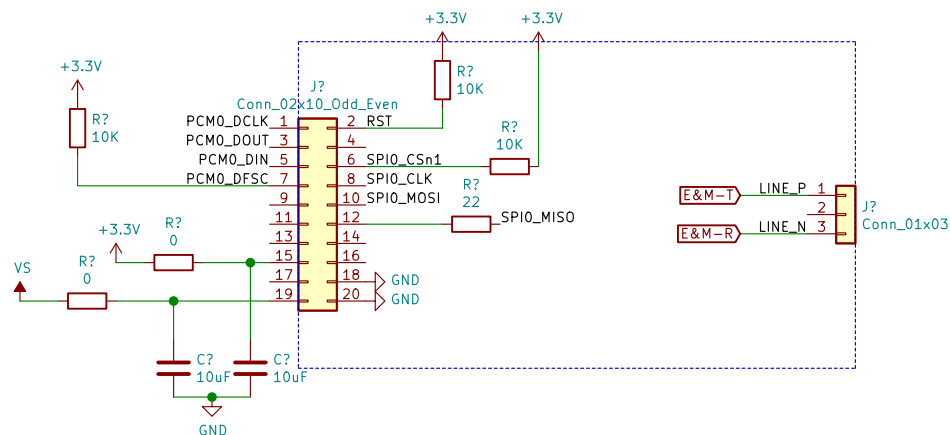 +3.3V
+3.3V
+3.3V
R?
10K
J?
Conn_02x10_Odd_Even
R?
10K
PCM0_DCLK 1
2 RST
R?
10K
PCM0_DOUT 3
4
PCM0_DIN 5
6 SPI0_CSn1
PCM0_DFSC 7
8 SPI0_CLK
9
10 SPI0_MOSI
R?
22
11
12
SPI0_MISO
13
14
+3.3V
R?
0
15
16
VS
R?
0
17
18 GND
19
20 GND
E&M-T LINE_P 1
2
E&M-R LINE_N 3
J?
Conn_01x03
C?
10uF
C?
10uF
GND